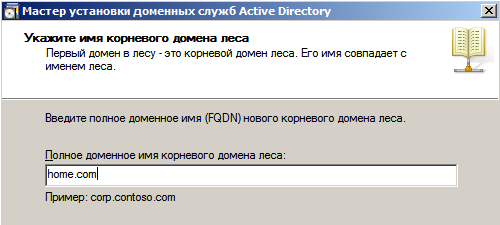 Мастер установки доменных служб Active Directory
Укажите имя корневого домена леса
Первый домен в лесу - это корневой домен леса. Его имя совпадает с
именем леса.
Введите полное доменное имя (FQDN) нового корневого домена леса.
Полное доменное имя корневого домена леса:
home.com
Пример: corp.contoso.com